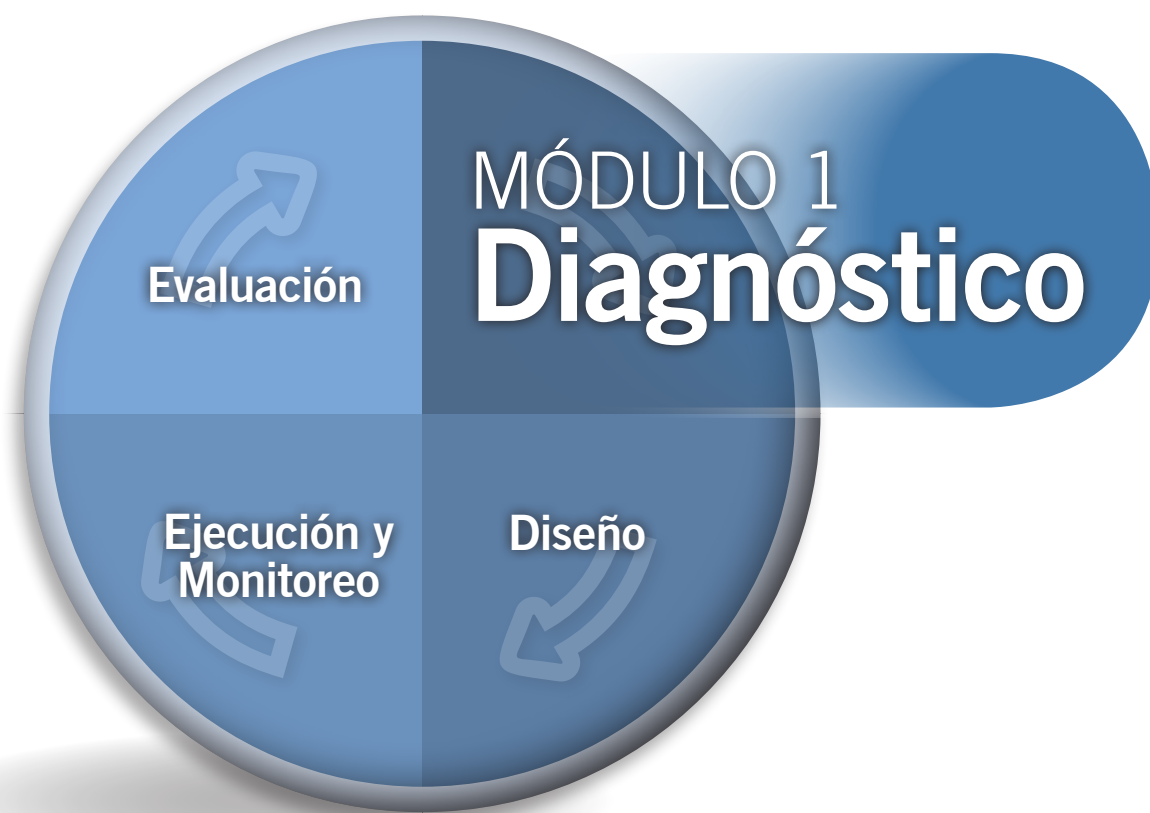 MÓDULO 1
Diagnóstico
Evaluación
Ejecución y
Monitoreo
Diseño